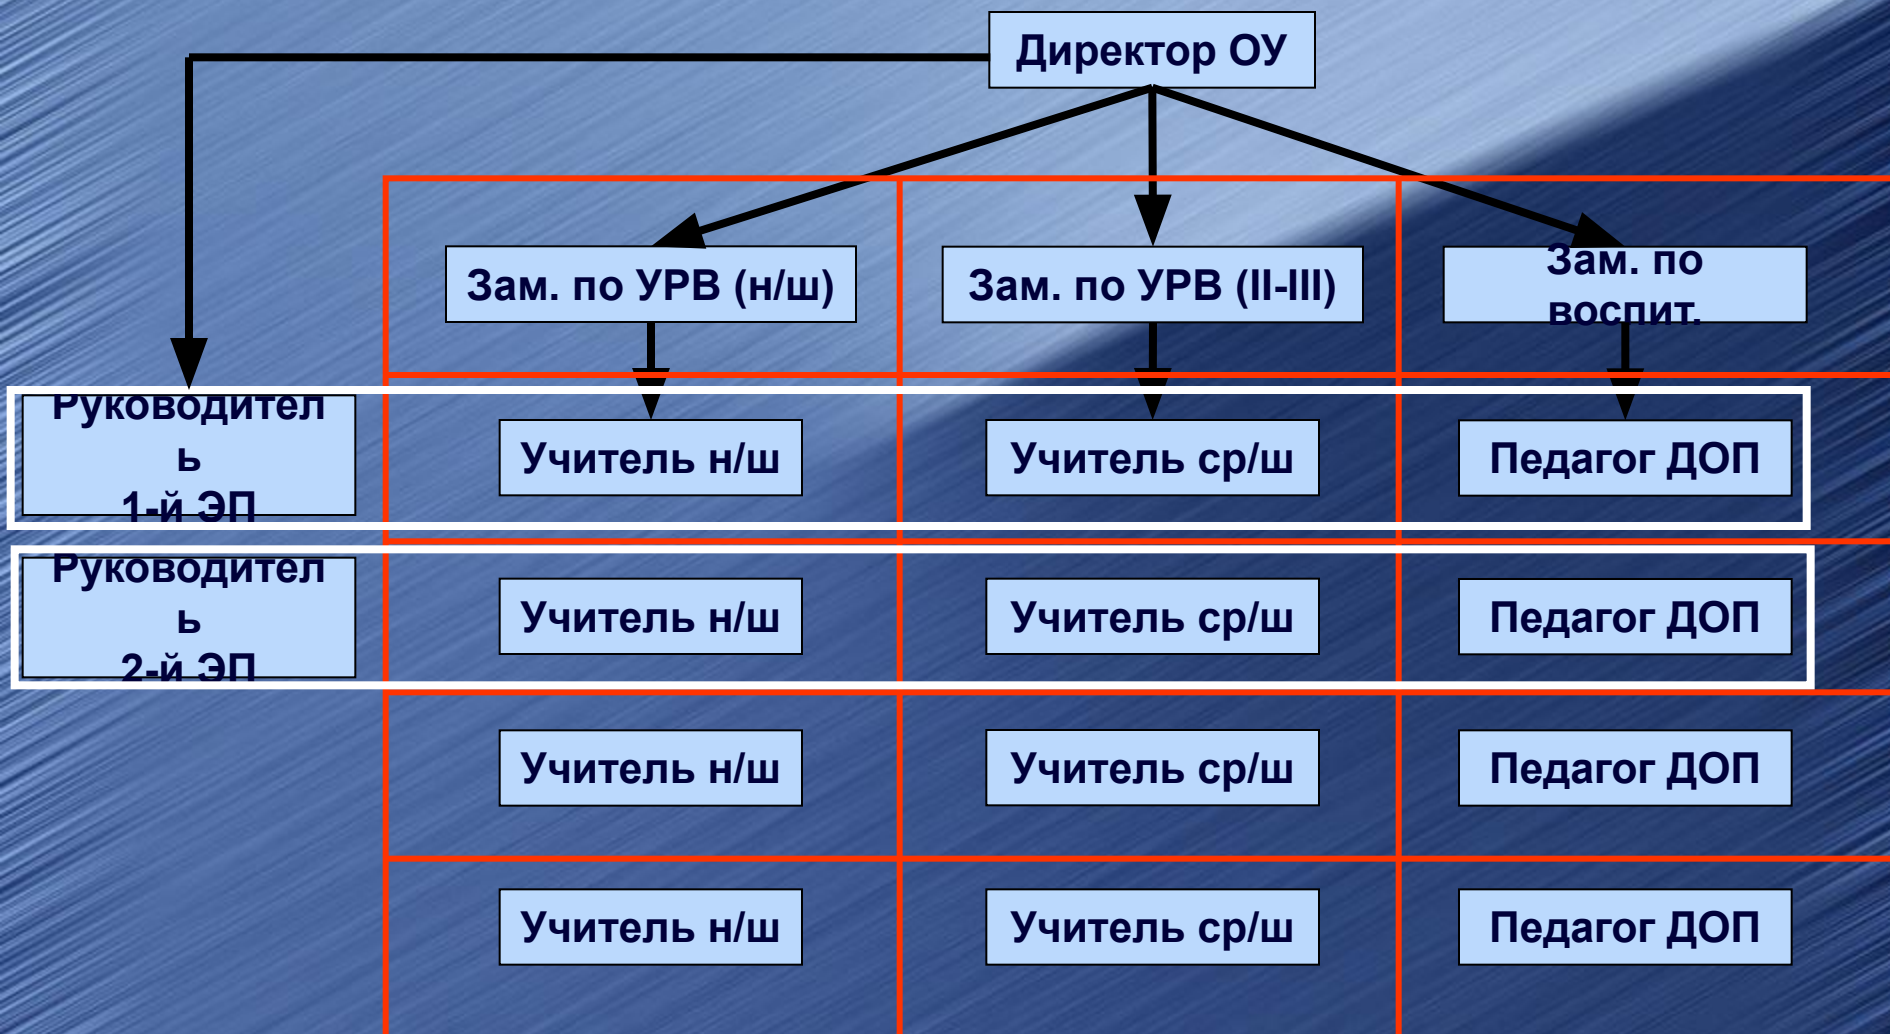 Директор ОУ
Зам. по УРВ (н/ш)
Зам. по УРВ (II-III)
Зам. по
воспит.
Руководител
ь
1-й ЭП
Учитель н/ш
Учитель ср/ш
Педагог ДОП
Руководител
ь
2-й ЭП
Учитель н/ш
Учитель ср/ш
Педагог ДОП
Учитель н/ш
Учитель ср/ш
Педагог ДОП
Учитель н/ш
Учитель ср/ш
Педагог ДОП